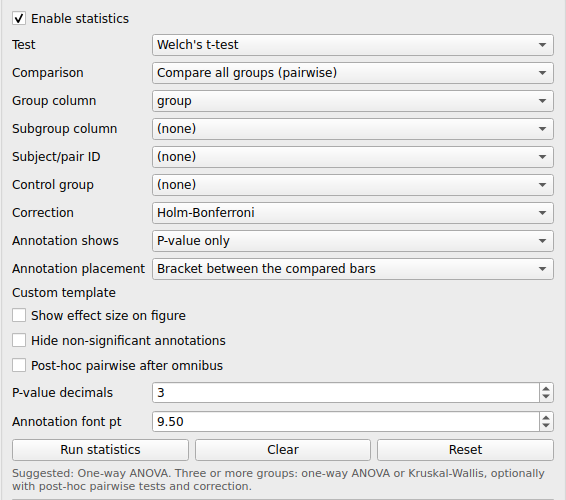 Enable statistics
Test Welch's t-test
Comparison Compare all groups (pairwise)
Group column group
Subgroup column (none)
Subject/pair ID (none)
Control group (none)
Correction Holm-Bonferroni
Annotation shows P-value only
Annotation placement Bracket between the compared bars
Custom template
Show effect size on figure
Hide non-significant annotations
Post-hoc pairwise after omnibus
P-value decimals 3
Annotation font pt 9.50
Run statistics Clear Reset
Suggested: One-way ANOVA. Three or more groups: one-way ANOVA or Kruskal-Wallis, optionally
with post-hoc pairwise tests and correction.